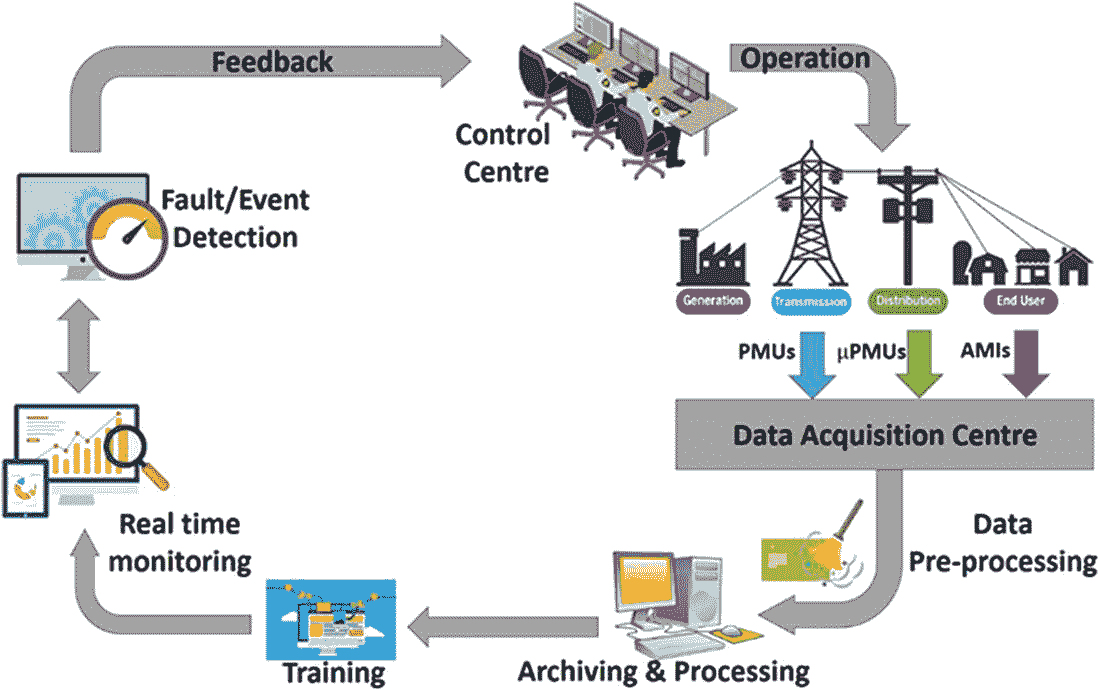 Feedback
Operation
Control
Centre
Fault/Event
Detection
Generation
Transmission
Distribution
End User
PMUs
µPMUs
AMIs
Data Acquisition Centre
Real time
monitoring
Data
Pre-processing
Training
Archiving & Processing